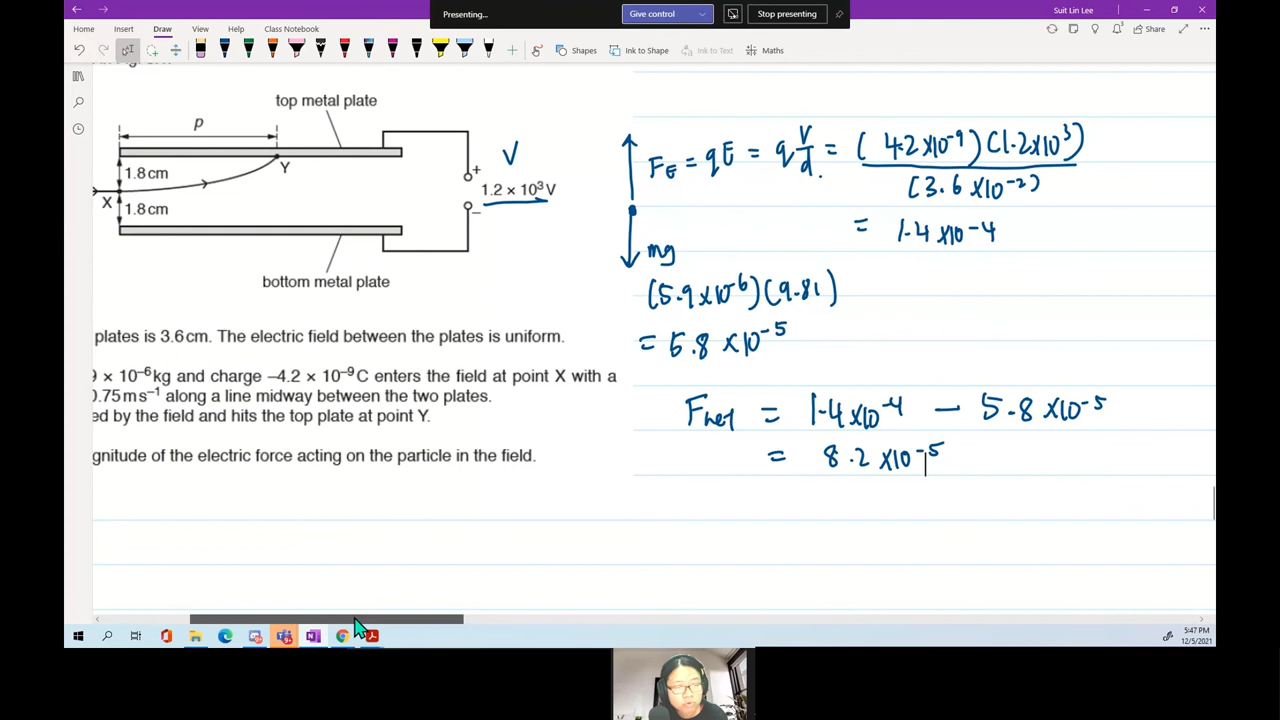 Presenting...
Give control
Stop presenting
Suit Lin Lee
Home Insert Draw View Help Class Notebook
Share
Shapes Ink to Shape Ink to Text Maths
top metal plate
p
1.8 cm
Y
V
+
1.2 × 10³ V
X
1.8 cm
–
bottom metal plate
plates is 3.6 cm. The electric field between the plates is uniform.
9 × 10⁻⁶ kg and charge –4.2 × 10⁻⁹ C enters the field at point X with a
0.75 m s⁻¹ along a line midway between the two plates.
ed by the field and hits the top plate at point Y.
gnitude of the electric force acting on the particle in the field.
F_E = qE = q V/d = (4.2×10⁻⁹)(1.2×10³) / (3.6×10⁻²)
= 1.4×10-4
mg
(5.9×10⁻⁶)(9.81)
= 5.8 ×10⁻⁵
Fnet = 1.4×10⁻⁴ – 5.8 ×10⁻⁵
= 8.2 ×10⁻⁵
5:47 PM
12/5/2021